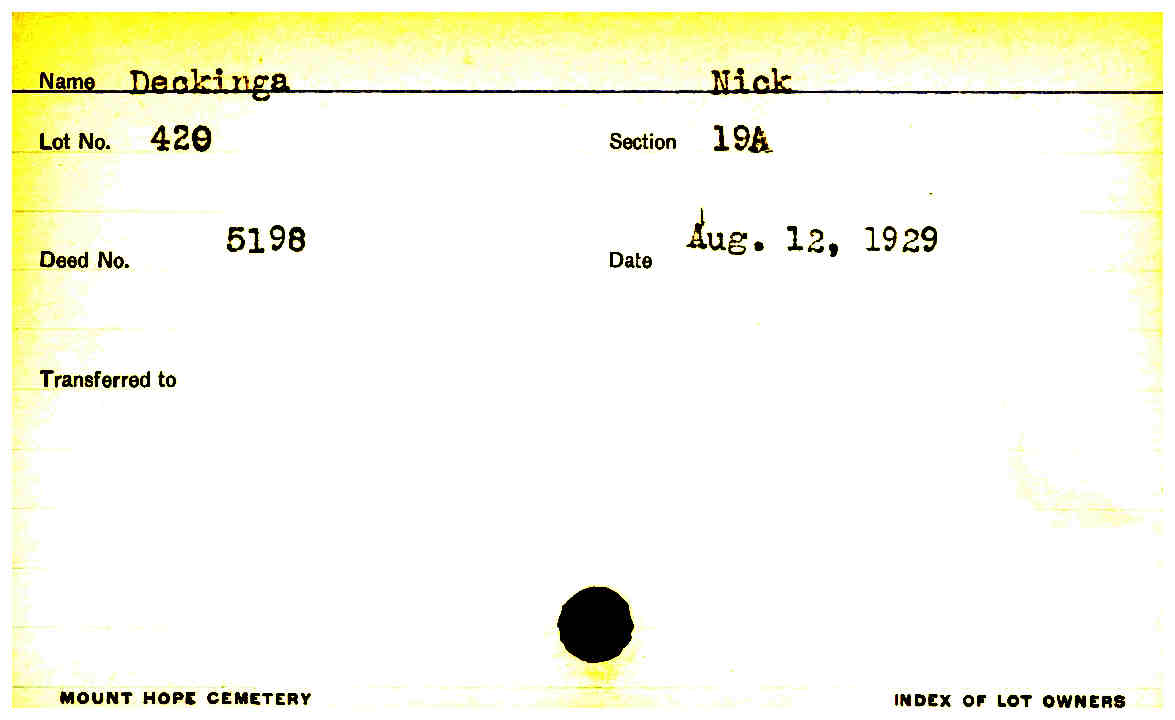 Name Deckinga Nick
Lot No. 420 Section 19A
Deed No. 5198 Date Aug. 12, 1929
Transferred to
MOUNT HOPE CEMETERY INDEX OF LOT OWNERS